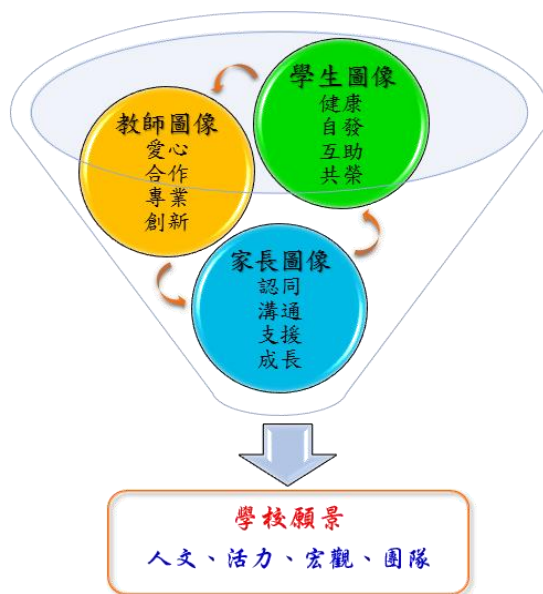 學生圖像
健康
自發
互助
共榮
教師圖像
愛心
合作
專業
創新
家長圖像
認同
溝通
支援
成長
學校願景
人文、活力、宏觀、團隊